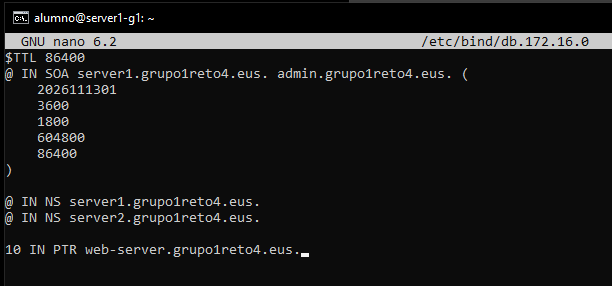 alumno@server1-g1: ~
GNU nano 6.2 /etc/bind/db.172.16.0
$TTL 86400
@ IN SOA server1.grupo1reto4.eus. admin.grupo1reto4.eus. (
    2026111301
    3600
    1800
    604800
    86400
)
@ IN NS server1.grupo1reto4.eus.
@ IN NS server2.grupo1reto4.eus.
10 IN PTR web-server.grupo1reto4.eus.